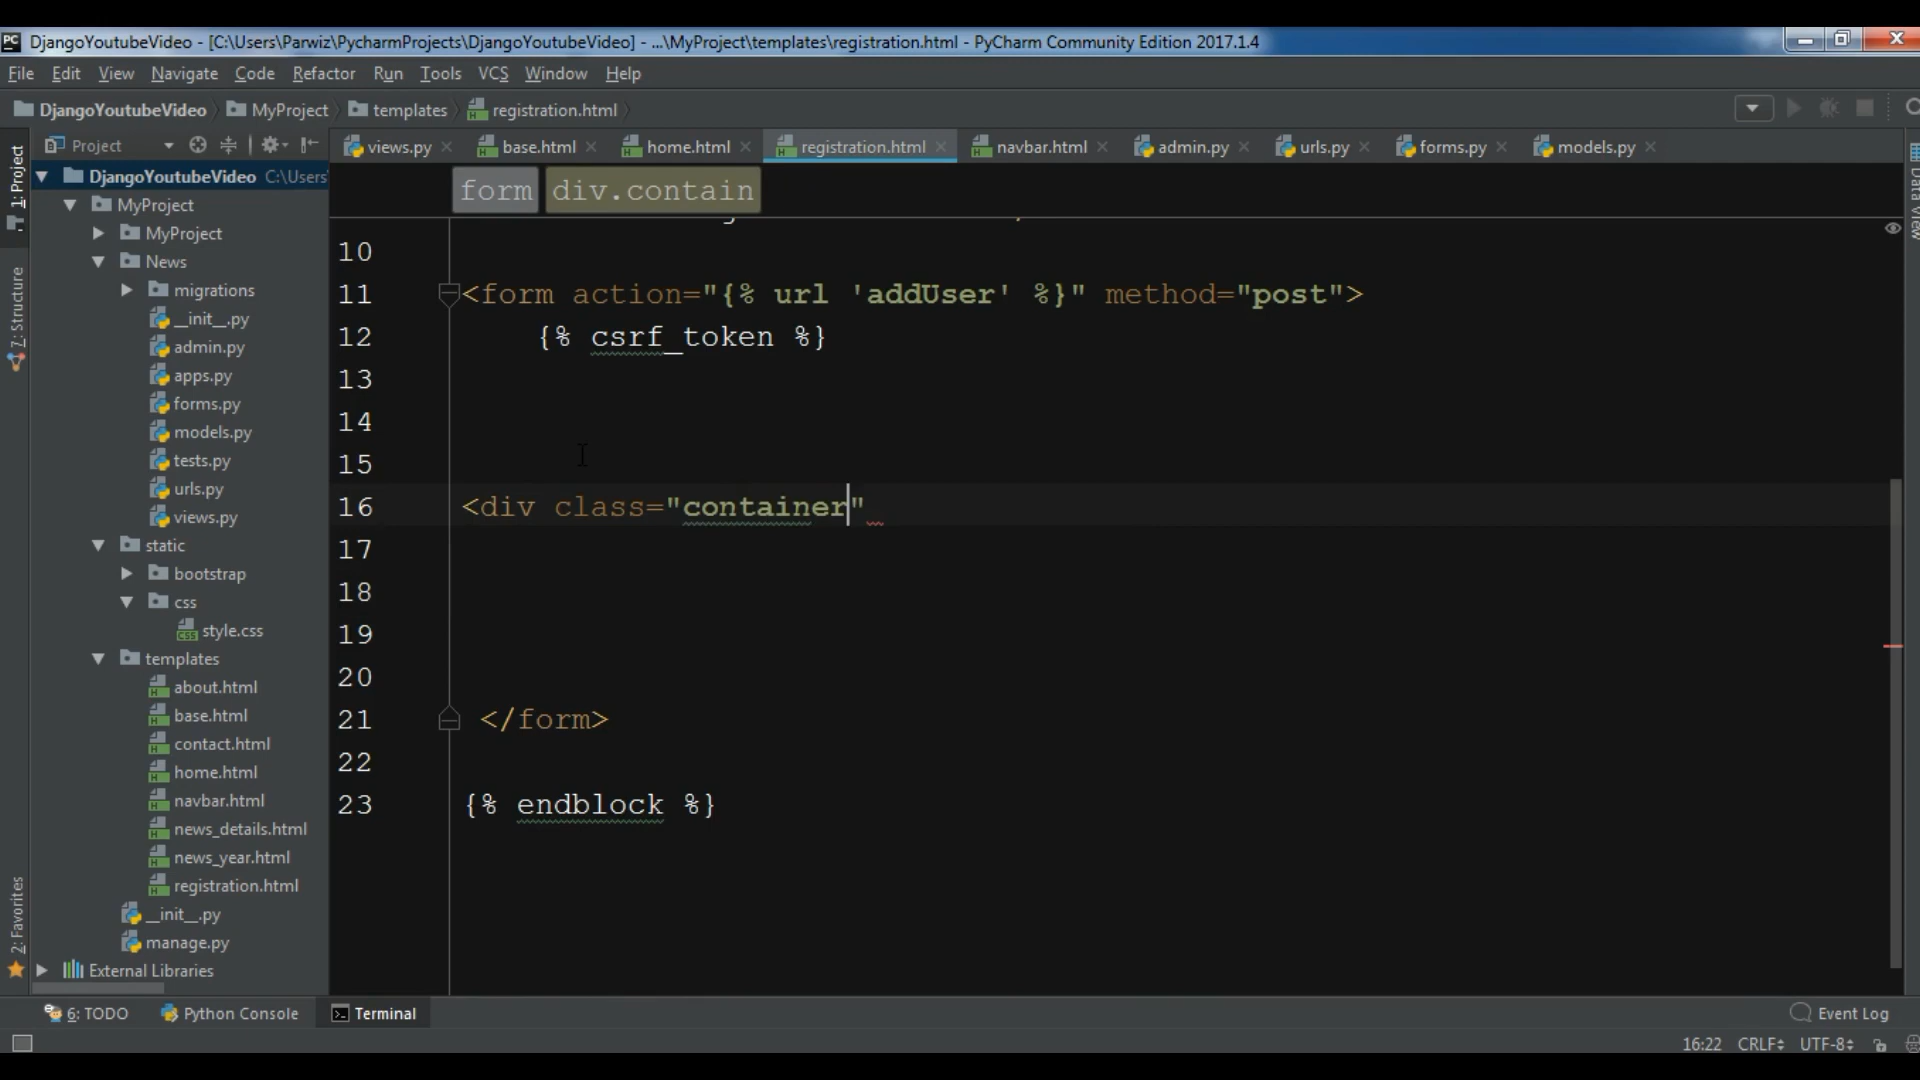 DjangoYoutubeVideo - [C:\Users\Parwiz\PycharmProjects\DjangoYoutubeVideo] - ...\MyProject\templates\registration.html - PyCharm Community Edition 2017.1.4
File Edit View Navigate Code Refactor Run Tools VCS Window Help
DjangoYoutubeVideo MyProject templates registration.html
Project
views.py base.html home.html registration.html navbar.html admin.py urls.py forms.py models.py
1: Project
7: Structure
2: Favorites
DjangoYoutubeVideo C:\Users
MyProject
MyProject
News
migrations
__init__.py
admin.py
apps.py
forms.py
models.py
tests.py
urls.py
views.py
static
bootstrap
css
style.css
templates
about.html
base.html
contact.html
home.html
navbar.html
news_details.html
news_year.html
registration.html
__init__.py
manage.py
External Libraries
form div.contain
10
11 <form action="{% url 'addUser' %}" method="post">
12 {% csrf_token %}
13
14
15
16 <div class="container"
17
18
19
20
21 </form>
22
23 {% endblock %}
Data View
6: TODO Python Console Terminal Event Log
16:22 CRLF UTF-8